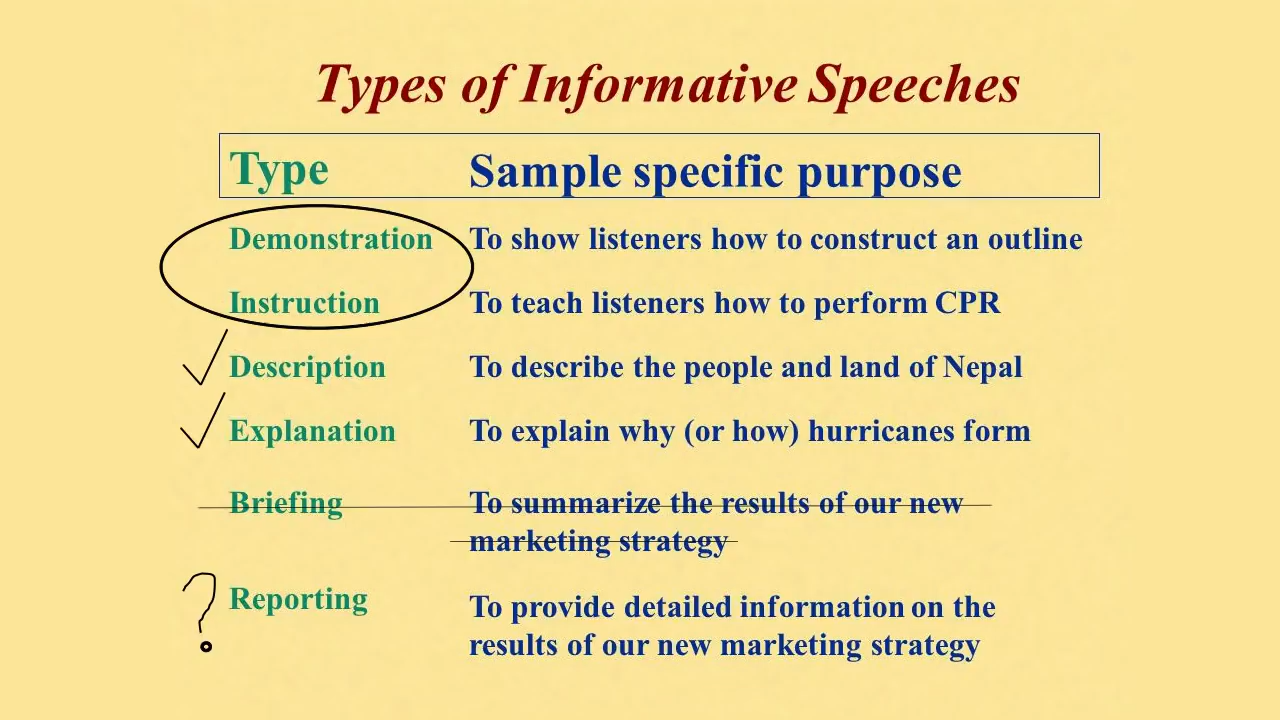 Types of Informative Speeches
Type Sample specific purpose
Demonstration To show listeners how to construct an outline
Instruction To teach listeners how to perform CPR
Description To describe the people and land of Nepal
Explanation To explain why (or how) hurricanes form
Briefing To summarize the results of our new
marketing strategy
?
Reporting To provide detailed information on the
results of our new marketing strategy